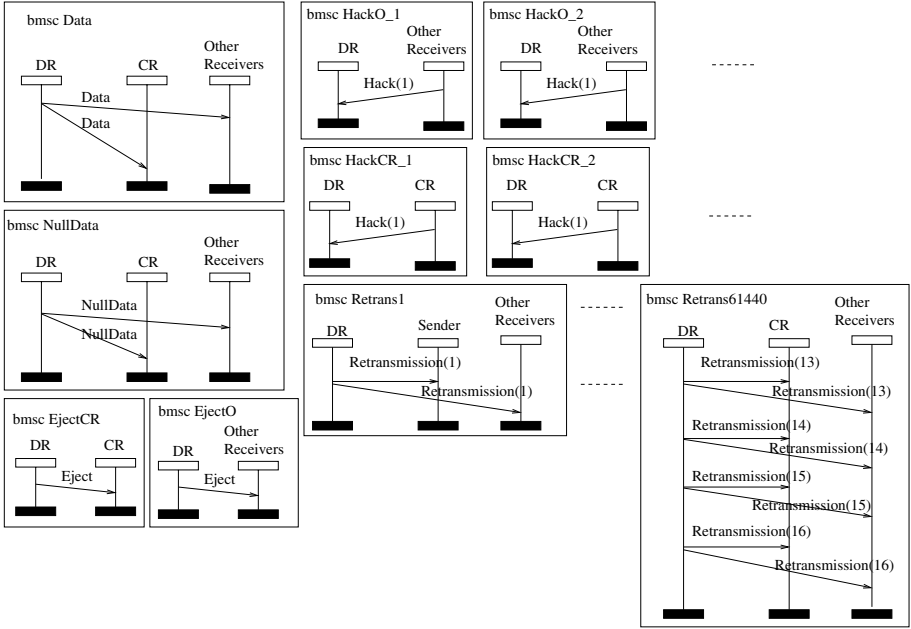 bmsc Data
DR
CR
Other
Receivers
Data
Data
bmsc HackO_1
DR
Other
Receivers
Hack(1)
bmsc HackO_2
DR
Other
Receivers
Hack(1)
bmsc HackCR_1
DR
CR
Hack(1)
bmsc HackCR_2
DR
CR
Hack(1)
bmsc NullData
DR
CR
Other
Receivers
NullData
NullData
bmsc Retrans1
DR
Sender
Other
Receivers
Retransmission(1)
Retransmission(1)
bmsc Retrans61440
DR
CR
Other
Receivers
Retransmission(13)
Retransmission(13)
Retransmission(14)
Retransmission(14)
Retransmission(15)
Retransmission(15)
Retransmission(16)
Retransmission(16)
bmsc EjectCR
DR
CR
Eject
bmsc EjectO
DR
Other
Receivers
Eject